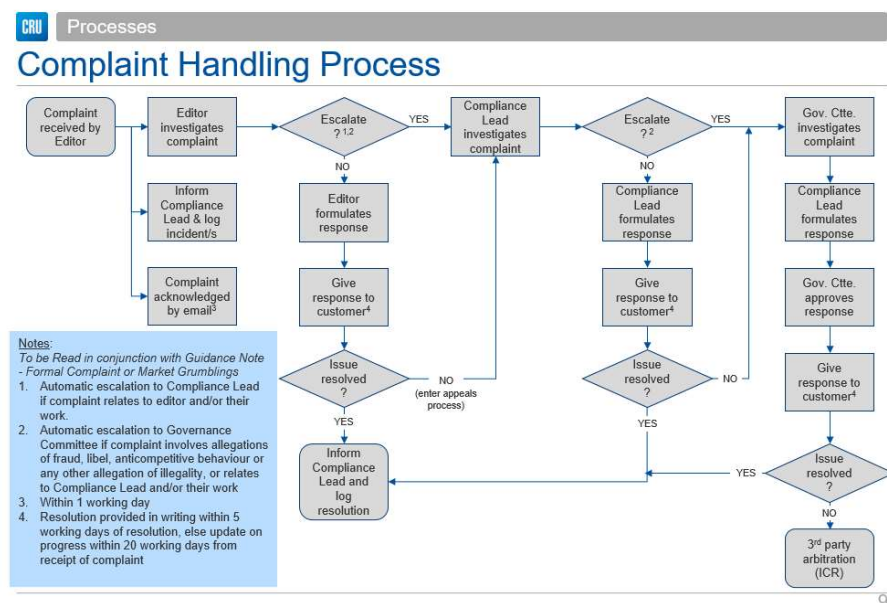 CRU
Processes
Complaint Handling Process
Complaint
received by
Editor
Editor
investigates
complaint
Escalate
? 1,2
YES
Compliance
Lead
investigates
complaint
Escalate
? 2
YES
Gov. Ctte.
investigates
complaint
NO
NO
Inform
Compliance
Lead & log
incident/s
Editor
formulates
response
Compliance
Lead
formulates
response
Compliance
Lead
formulates
response
Complaint
acknowledged
by email3
Give
response to
customer4
Give
response to
customer4
Gov. Ctte.
approves
response
Issue
resolved
?
NO
(enter appeals
process)
Issue
resolved
?
NO
Give
response to
customer4
YES
YES
Inform
Compliance
Lead and
log
resolution
YES
Issue
resolved
?
NO
3rd party
arbitration
(ICR)
Notes:
To be Read in conjunction with Guidance Note
- Formal Complaint or Market Grumblings
1. Automatic escalation to Compliance Lead
if complaint relates to editor and/or their
work.
2. Automatic escalation to Governance
Committee if complaint involves allegations
of fraud, libel, anticompetitive behaviour or
any other allegation of illegality, or relates
to Compliance Lead and/or their work
3. Within 1 working day
4. Resolution provided in writing within 5
working days of resolution, else update on
progress within 20 working days from
receipt of complaint